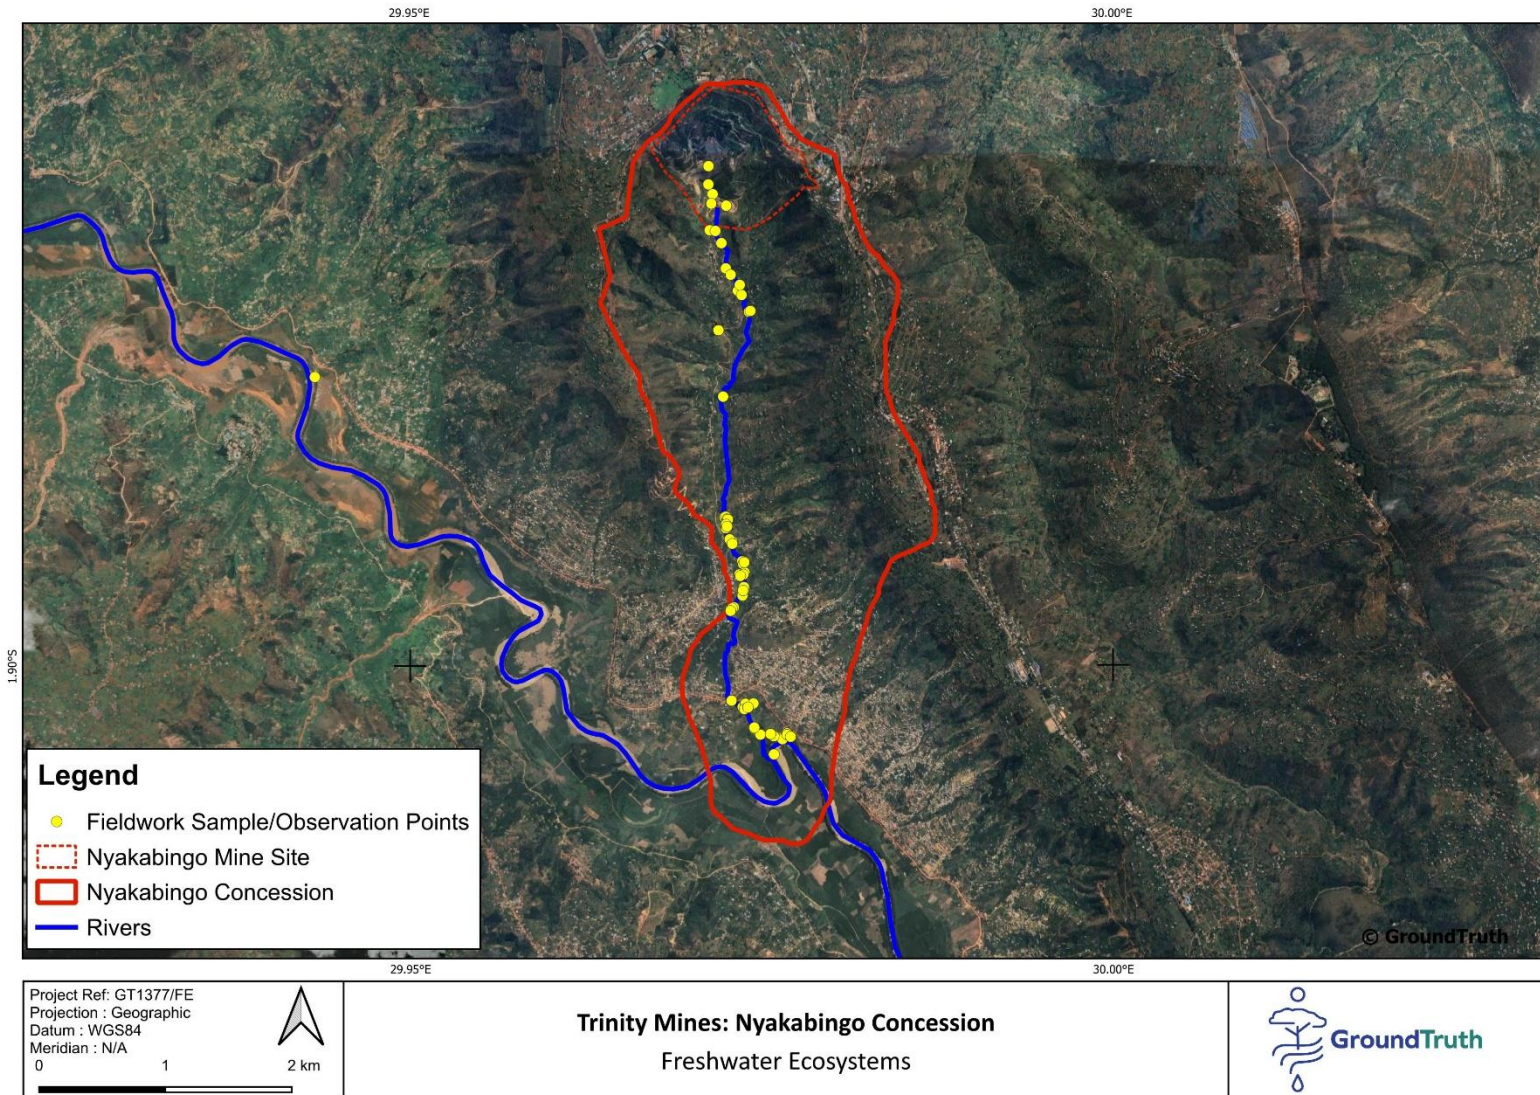 29.95°E
30.00°E
1.90°S
Legend
Fieldwork Sample/Observation Points
Nyakabingo Mine Site
Nyakabingo Concession
Rivers
© GroundTruth
29.95°E
30.00°E
Project Ref: GT1377/FE
Projection : Geographic
Datum : WGS84
Meridian : N/A
0 1 2 km
Trinity Mines: Nyakabingo Concession
Freshwater Ecosystems
GroundTruth